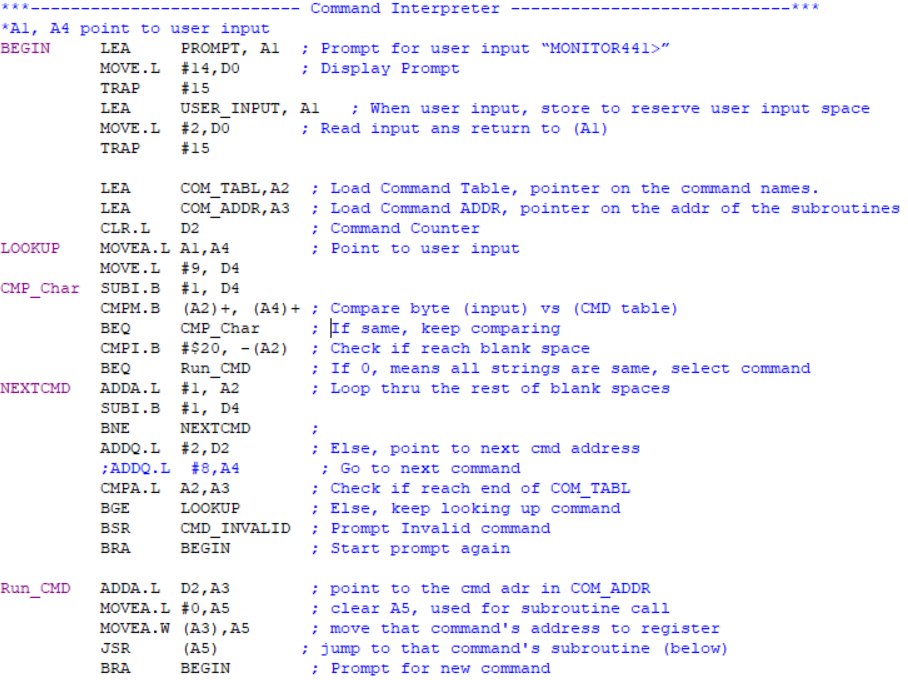 ***--------------------------- Command Interpreter ----------------------------***
*A1, A4 point to user input
BEGIN     LEA     PROMPT, A1  ; Prompt for user input “MONITOR441>”
          MOVE.L  #14,D0      ; Display Prompt
          TRAP    #15
          LEA     USER_INPUT, A1   ; When user input, store to reserve user input space
          MOVE.L  #2,D0       ; Read input ans return to (A1)
          TRAP    #15
          LEA     COM_TABL,A2  ; Load Command Table, pointer on the command names.
          LEA     COM_ADDR,A3  ; Load Command ADDR, pointer on the addr of the subroutines
          CLR.L   D2           ; Command Counter
LOOKUP    MOVEA.L A1,A4        ; Point to user input
          MOVE.L  #9, D4
CMP_Char  SUBI.B  #1, D4
          CMPM.B  (A2)+, (A4)+ ; Compare byte (input) vs (CMD table)
          BEQ     CMP_Char     ; If same, keep comparing
          CMPI.B  #$20, -(A2)  ; Check if reach blank space
          BEQ     Run_CMD      ; If 0, means all strings are same, select command
NEXTCMD   ADDA.L  #1, A2       ; Loop thru the rest of blank spaces
          SUBI.B  #1, D4
          BNE     NEXTCMD      ;
          ADDQ.L  #2,D2        ; Else, point to next cmd address
          ;ADDQ.L  #8,A4        ; Go to next command
          CMPA.L  A2,A3        ; Check if reach end of COM_TABL
          BGE     LOOKUP       ; Else, keep looking up command
          BSR     CMD_INVALID  ; Prompt Invalid command
          BRA     BEGIN        ; Start prompt again
Run_CMD   ADDA.L  D2,A3        ; point to the cmd adr in COM_ADDR
          MOVEA.L #0,A5        ; clear A5, used for subroutine call
          MOVEA.W (A3),A5      ; move that command's address to register
          JSR     (A5)        ; jump to that command's subroutine (below)
          BRA     BEGIN        ; Prompt for new command